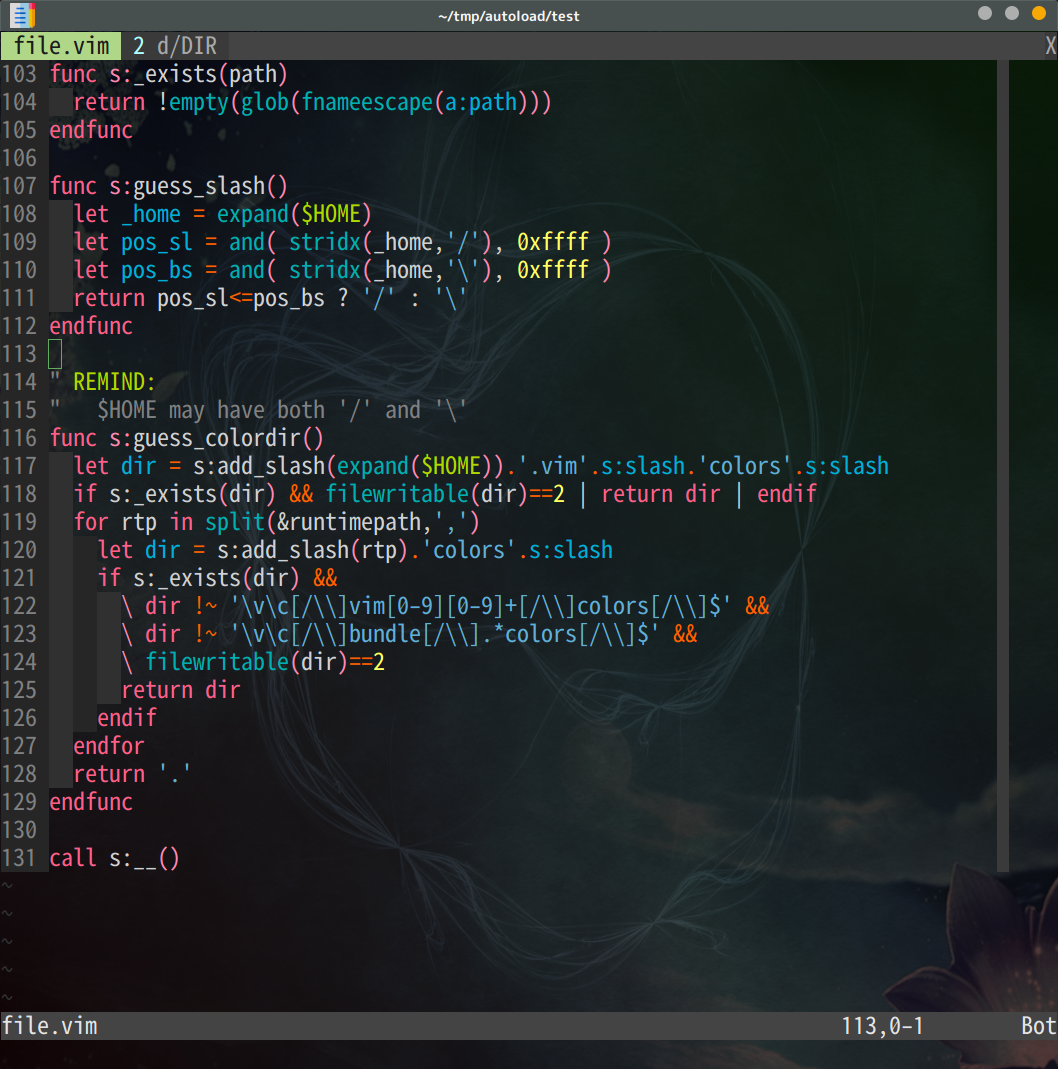 ~/tmp/autoload/test
file.vim 2 d/DIR X
103 func s:_exists(path)
104   return !empty(glob(fnameescape(a:path)))
105 endfunc
106
107 func s:guess_slash()
108   let _home = expand($HOME)
109   let pos_sl = and( stridx(_home,'/'), 0xffff )
110   let pos_bs = and( stridx(_home,'\'), 0xffff )
111   return pos_sl<=pos_bs ? '/' : '\'
112 endfunc
113
114 " REMIND:
115 "   $HOME may have both '/' and '\'
116 func s:guess_colordir()
117   let dir = s:add_slash(expand($HOME)).'.vim'.s:slash.'colors'.s:slash
118   if s:_exists(dir) && filewritable(dir)==2 | return dir | endif
119   for rtp in split(&runtimepath,',')
120     let dir = s:add_slash(rtp).'colors'.s:slash
121     if s:_exists(dir) &&
122       \ dir !~ '\v\c[/\\]vim[0-9][0-9]+[/\\]colors[/\\]$' &&
123       \ dir !~ '\v\c[/\\]bundle[/\\].*colors[/\\]$' &&
124       \ filewritable(dir)==2
125       return dir
126     endif
127   endfor
128   return '.'
129 endfunc
130
131 call s:__()
~
~
~
~
~
file.vim 113,0-1 Bot